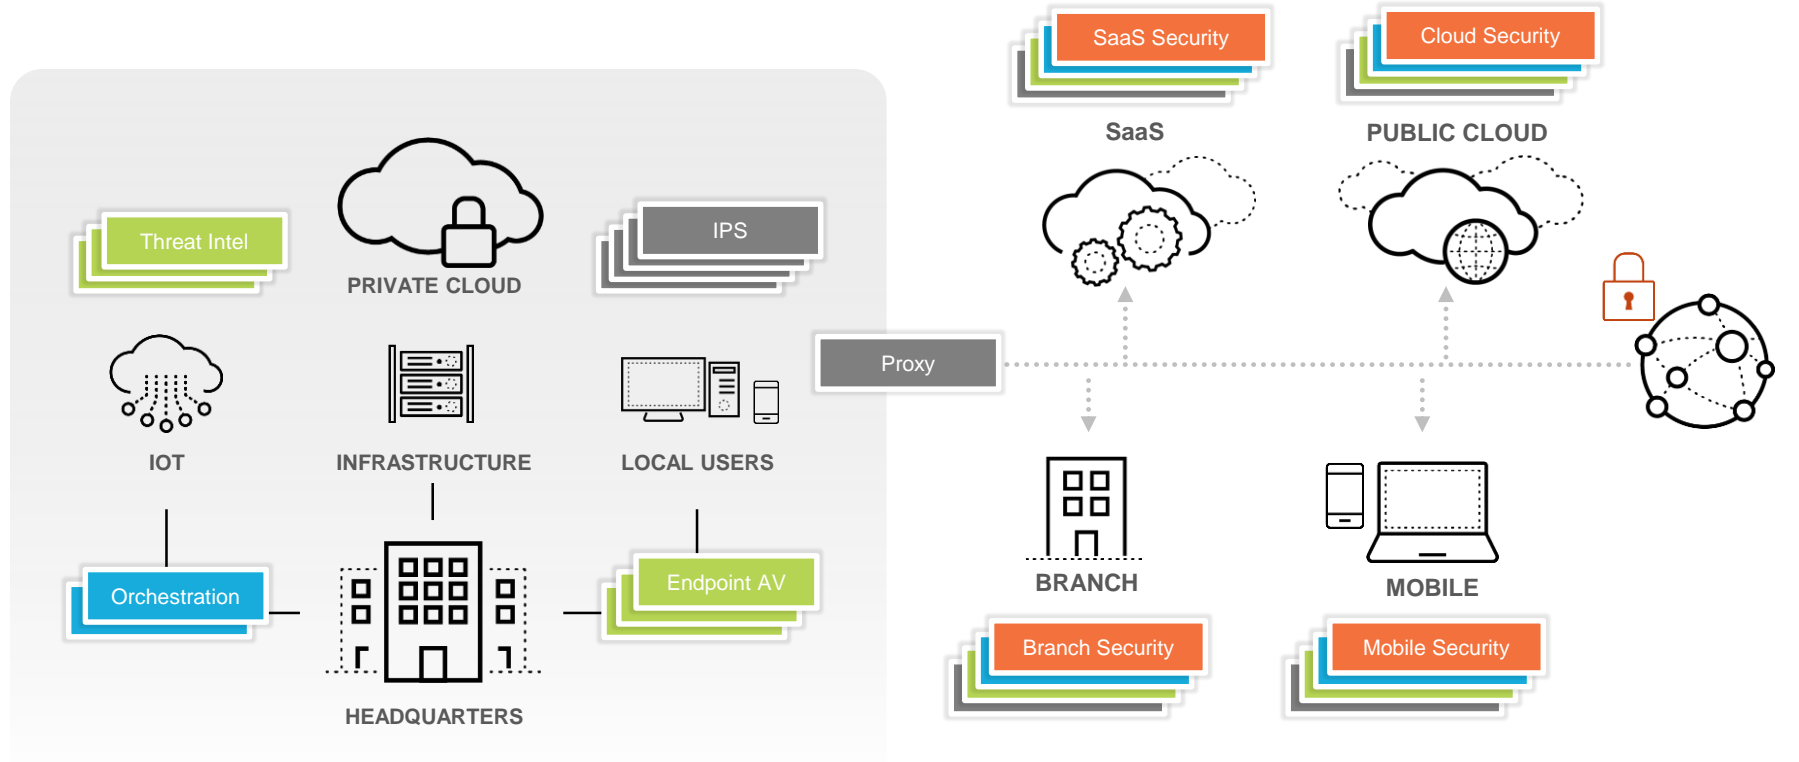 SaaS Security
Cloud Security
SaaS
PUBLIC CLOUD
Threat Intel
IPS
PRIVATE CLOUD
Proxy
IOT
INFRASTRUCTURE
LOCAL USERS
Orchestration
Endpoint AV
BRANCH
MOBILE
Branch Security
Mobile Security
HEADQUARTERS